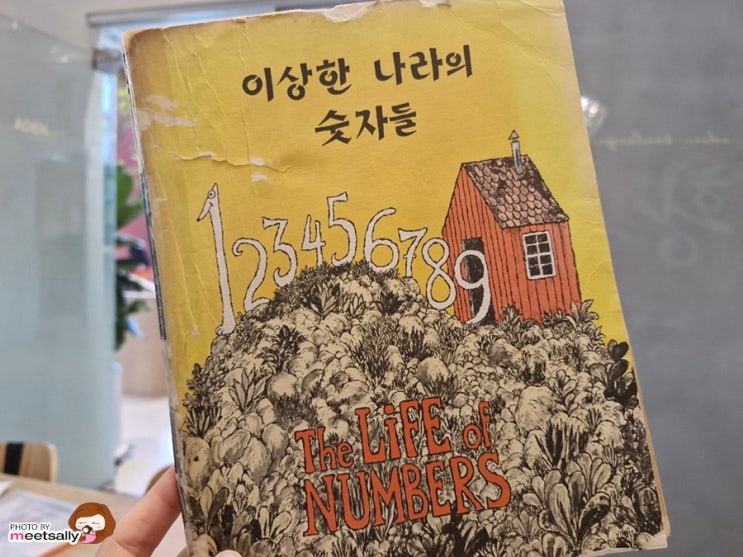 이상한 나라의
숫자들
123456789
The LiFE of
NUMBERS
PHOTO BY
meetsally